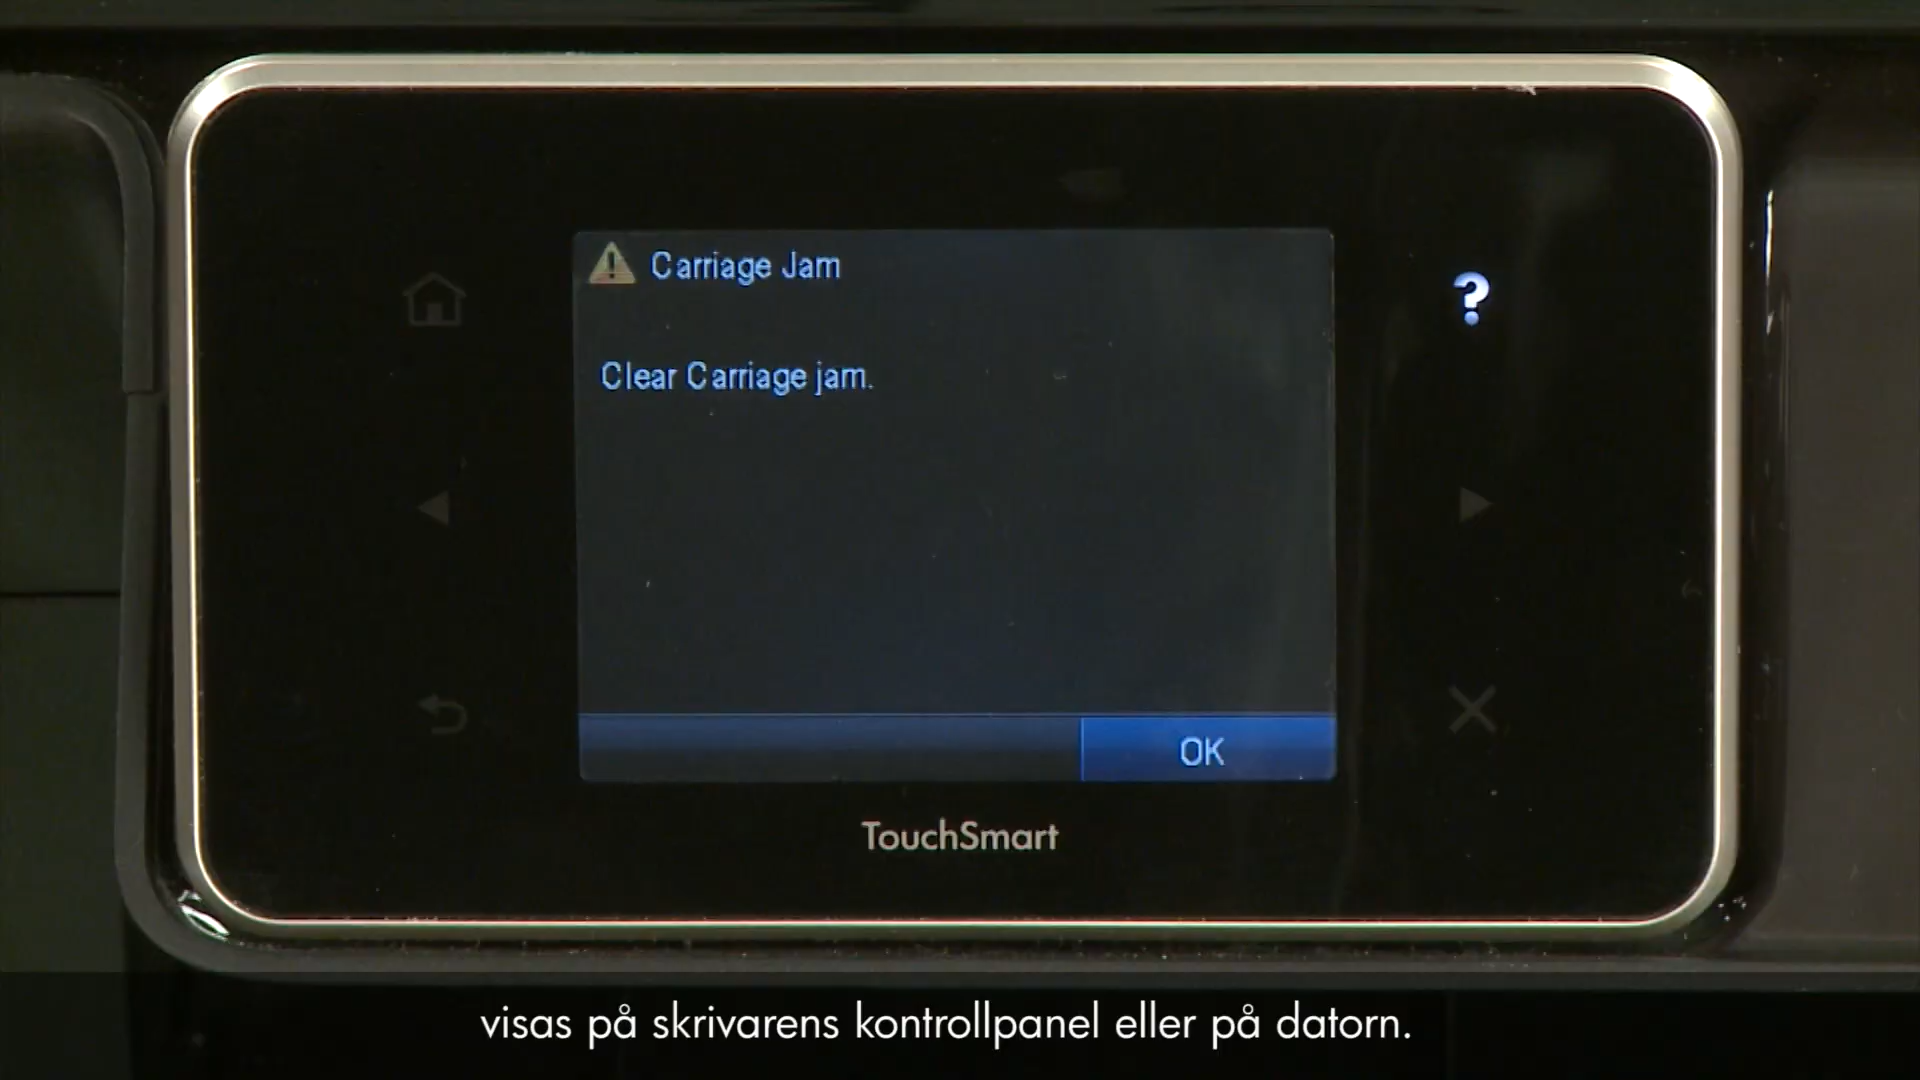 Carriage Jam
Clear Carriage jam.
?
OK
TouchSmart
visas på skrivarens kontrollpanel eller på datorn.